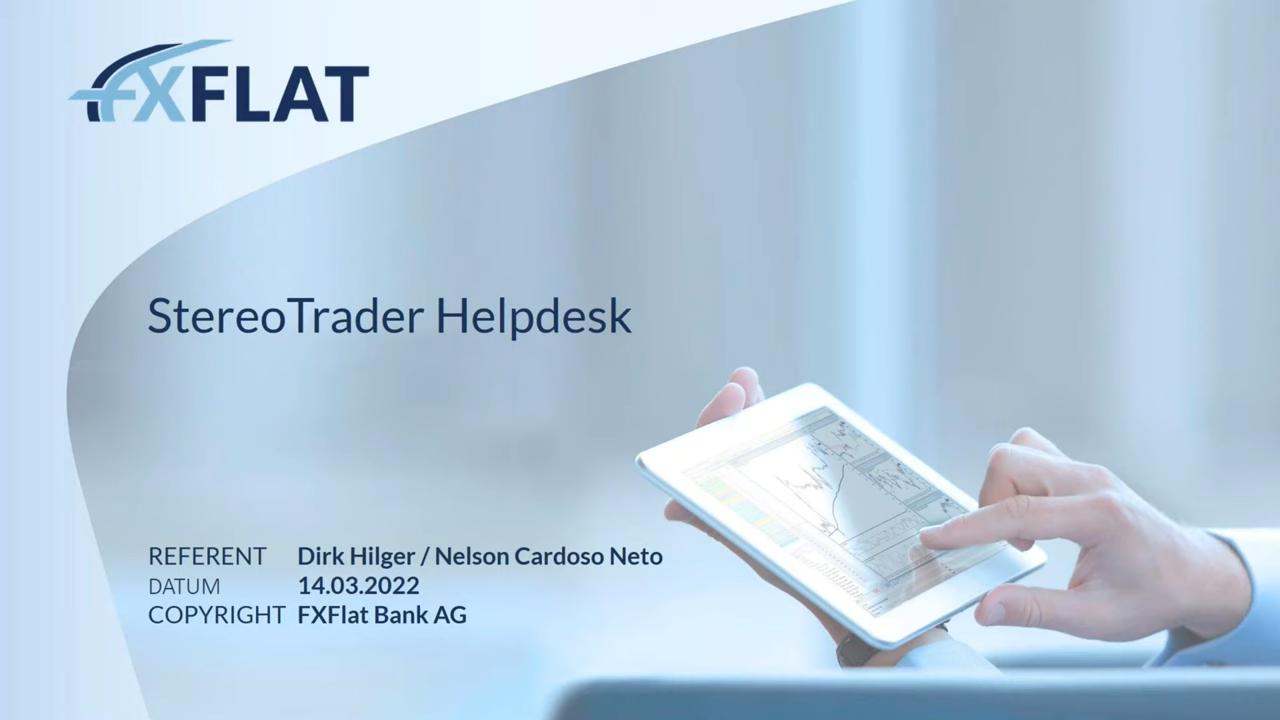 FXFLAT
StereoTrader Helpdesk
REFERENT Dirk Hilger / Nelson Cardoso Neto
DATUM 14.03.2022
COPYRIGHT FXFlat Bank AG